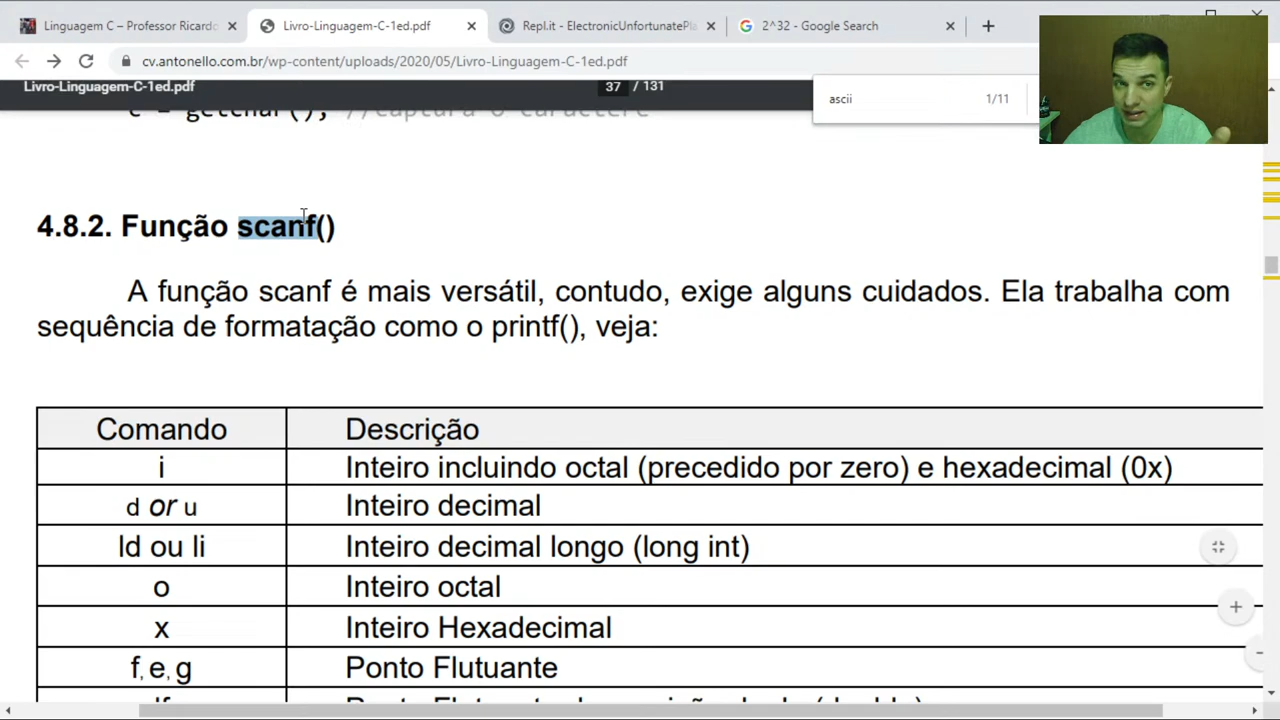 Linguagem C – Professor Ricardo
Livro-Linguagem-C-1ed.pdf
Repl.it - ElectronicUnfortunatePla
2^32 - Google Search
cv.antonello.com.br/wp-content/uploads/2020/05/Livro-Linguagem-C-1ed.pdf
Livro-Linguagem-C-1ed.pdf
37 / 131
ascii
1/11
c = getchar(); //captura o caractere
4.8.2. Função scanf()
A função scanf é mais versátil, contudo, exige alguns cuidados. Ela trabalha com
sequência de formatação como o printf(), veja:
Comando Descrição
i Inteiro incluindo octal (precedido por zero) e hexadecimal (0x)
d or u Inteiro decimal
ld ou li Inteiro decimal longo (long int)
o Inteiro octal
x Inteiro Hexadecimal
f, e, g Ponto Flutuante